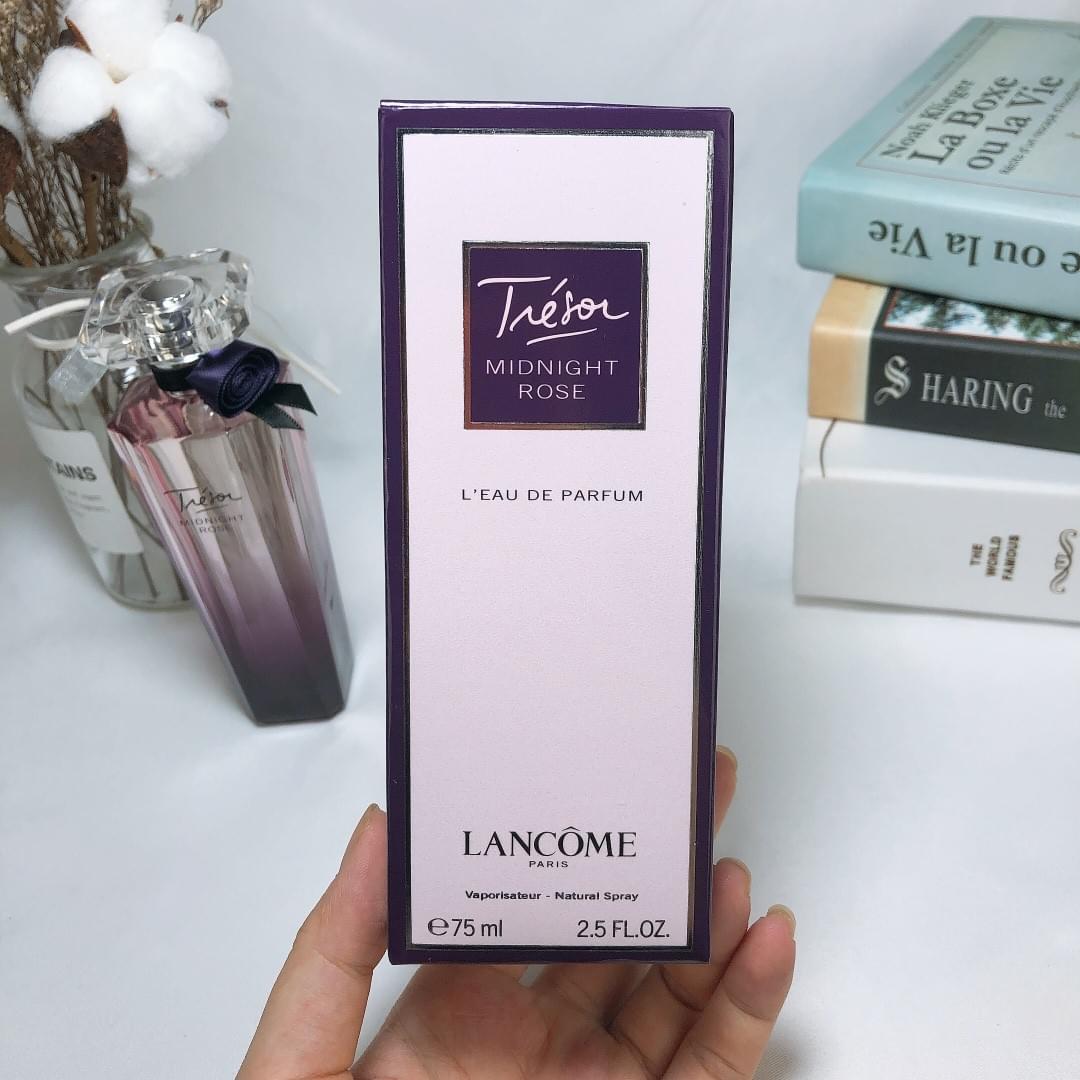 Trésor
MIDNIGHT
ROSE
L'EAU DE PARFUM
LANCÔME
PARIS
Vaporisateur - Natural Spray
℮75 ml 2.5 FL.OZ.
Trésor
MIDNIGHT
ROSE
Noah Klieger
La Boxe
ou la Vie
e ou la Vie
SHARING the
THE
WORLD
FAMOUS